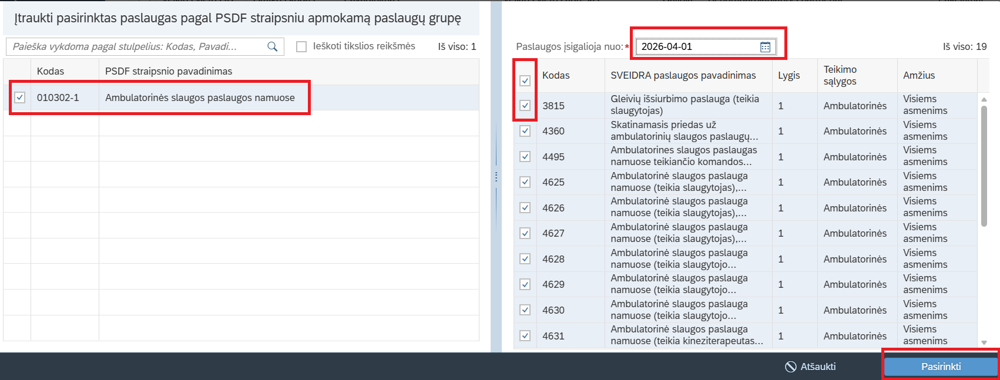 Įtraukti pasirinktas paslaugas pagal PSDF straipsniu apmokamą paslaugų grupę
Paieška vykdoma pagal stulpelius: Kodas, Pavadi...
Ieškoti tikslios reikšmės
Iš viso: 1
Kodas
PSDF straipsnio pavadinimas
010302-1
Ambulatorinės slaugos paslaugos namuose
Paslaugos įsigalioja nuo:*
2026-04-01
Iš viso: 19
Kodas
SVEIDRA paslaugos pavadinimas
Lygis
Teikimo
sąlygos
Amžius
3815
Gleivių išsiurbimo paslauga (teikia
slaugytojas)
1
Ambulatorinės
Visiems
asmenims
4360
Skatinamasis priedas už
ambulatorinių slaugos paslaugų...
1
Ambulatorinės
Visiems
asmenims
4495
Ambulatorines slaugos paslaugas
namuose teikiančio komandos...
1
Ambulatorinės
Visiems
asmenims
4625
Ambulatorinė slaugos paslauga
namuose (teikia slaugytojas),...
1
Ambulatorinės
Visiems
asmenims
4626
Ambulatorinė slaugos paslauga
namuose (teikia slaugytojas),...
1
Ambulatorinės
Visiems
asmenims
4627
Ambulatorinė slaugos paslauga
namuose (teikia slaugytojas),...
1
Ambulatorinės
Visiems
asmenims
4628
Ambulatorinė slaugos paslauga
namuose (teikia slaugytojo...
1
Ambulatorinės
Visiems
asmenims
4629
Ambulatorinė slaugos paslauga
namuose (teikia slaugytojo...
1
Ambulatorinės
Visiems
asmenims
4630
Ambulatorinė slaugos paslauga
namuose (teikia slaugytojo...
1
Ambulatorinės
Visiems
asmenims
4631
Ambulatorinė slaugos paslauga
namuose (teikia kineziterapeutas...
1
Ambulatorinės
Visiems
asmenims
Atšaukti
Pasirinkti